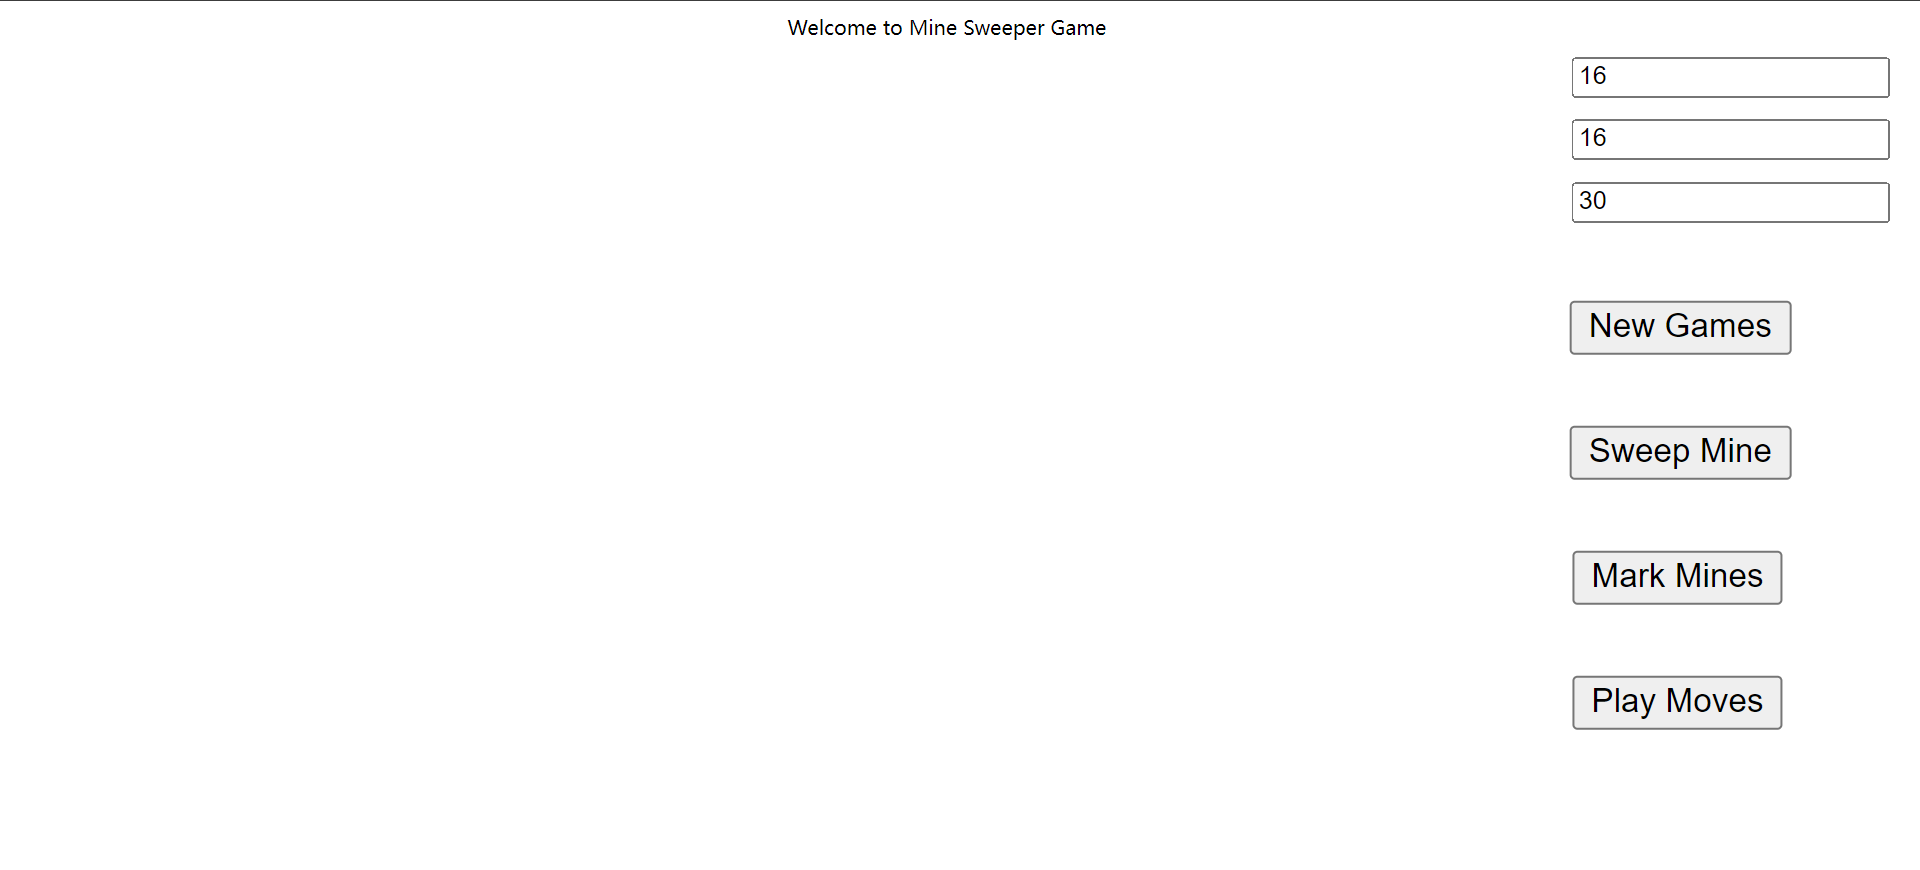 Welcome to Mine Sweeper Game
16
16
30
New Games
Sweep Mine
Mark Mines
Play Moves